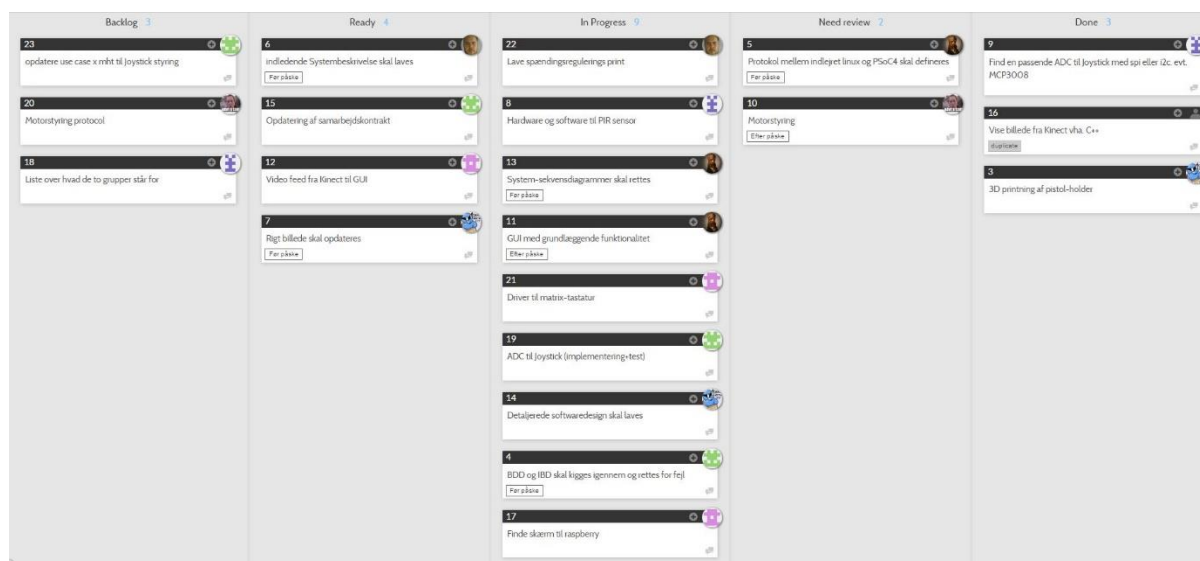 Backlog 3
23
opdatere use case x mht til Joystick styring
20
Motorstyring protocol
18
Liste over hvad de to grupper står for
Ready 4
6
indledende Systembeskrivelse skal laves
Før påske
15
Opdatering af samarbejdskontrakt
12
Video feed fra Kinect til GUI
7
Rigt billede skal opdateres
Før påske
In Progress 9
22
Lave spændingsregulerings print
8
Hardware og software til PIR sensor
13
System-sekvensdiagrammer skal rettes
Før påske
11
GUI med grundlæggende funktionalitet
Efter påske
21
Driver til matrix-tastatur
19
ADC til Joystick (implementering+test)
14
Detaljerede softwaredesign skal laves
4
BDD og IBD skal kigges igennem og rettes for fejl
Før påske
17
Finde skærm til raspberry
Need review 2
5
Protokol mellem indlejret linux og PSoC4 skal defineres
Før påske
10
Motorstyring
Efter påske
Done 3
9
Find en passende ADC til Joystick med spi eller i2c. evt.
MCP3008
16
Vise billede fra Kinect vha. C++
duplicate
3
3D printning af pistol-holder